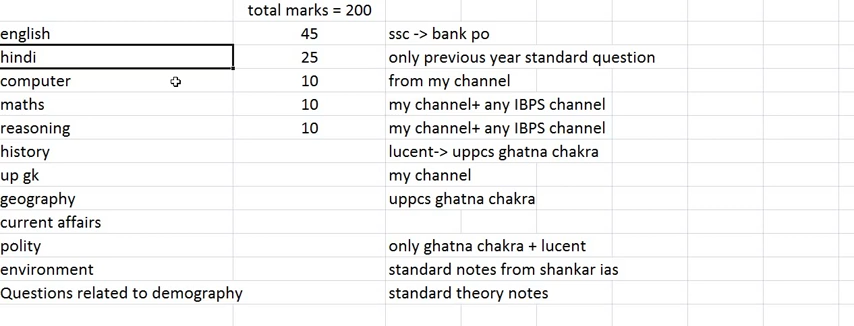 total marks = 200
english 45 ssc -> bank po
hindi 25 only previous year standard question
computer 10 from my channel
maths 10 my channel+ any IBPS channel
reasoning 10 my channel+ any IBPS channel
history lucent-> uppcs ghatna chakra
up gk my channel
geography uppcs ghatna chakra
current affairs
polity only ghatna chakra + lucent
environment standard notes from shankar ias
Questions related to demography standard theory notes